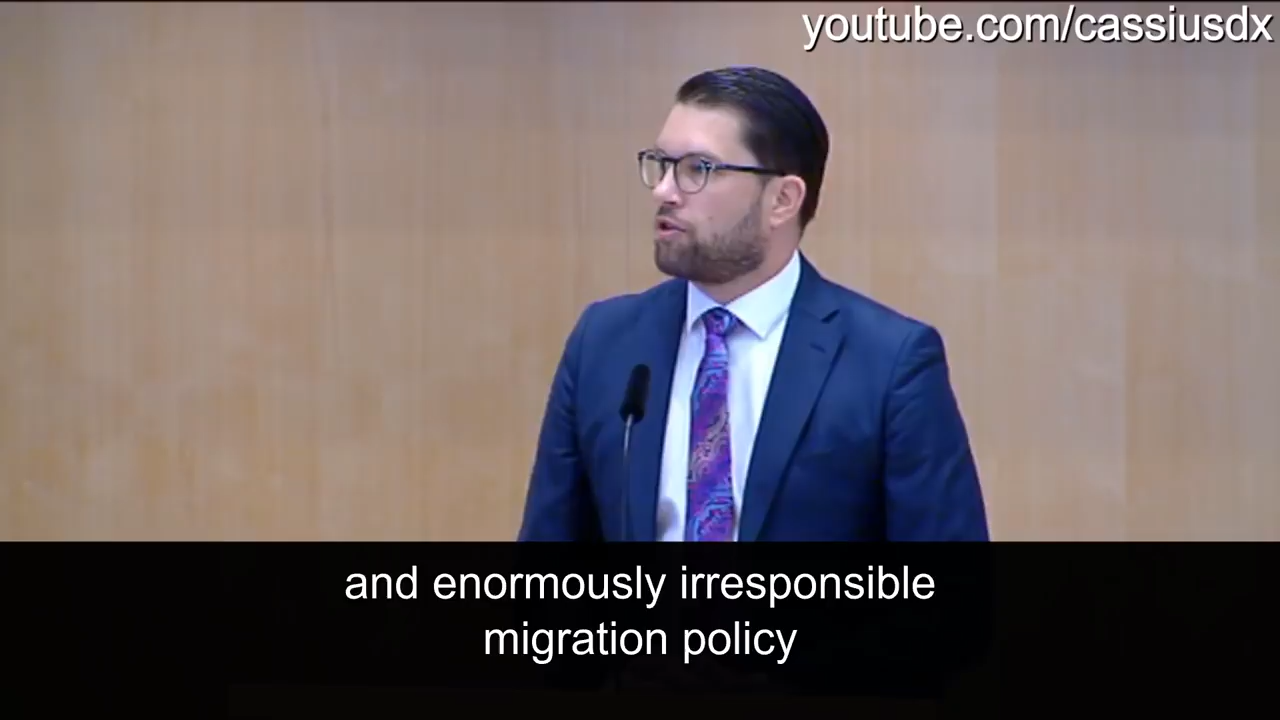 youtube.com/cassiusdx
and enormously irresponsible
migration policy